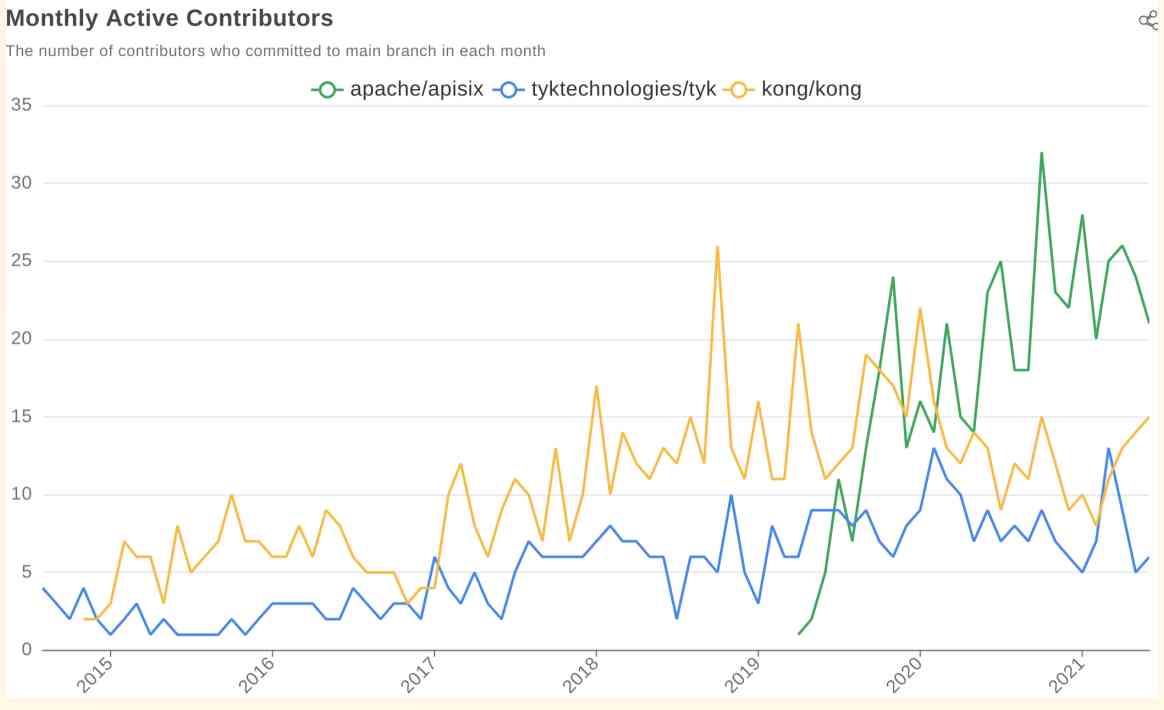 Monthly Active Contributors
The number of contributors who committed to main branch in each month
apache/apisix tyktechnologies/tyk kong/kong
35
30
25
20
15
10
5
0
2015 2016 2017 2018 2019 2020 2021